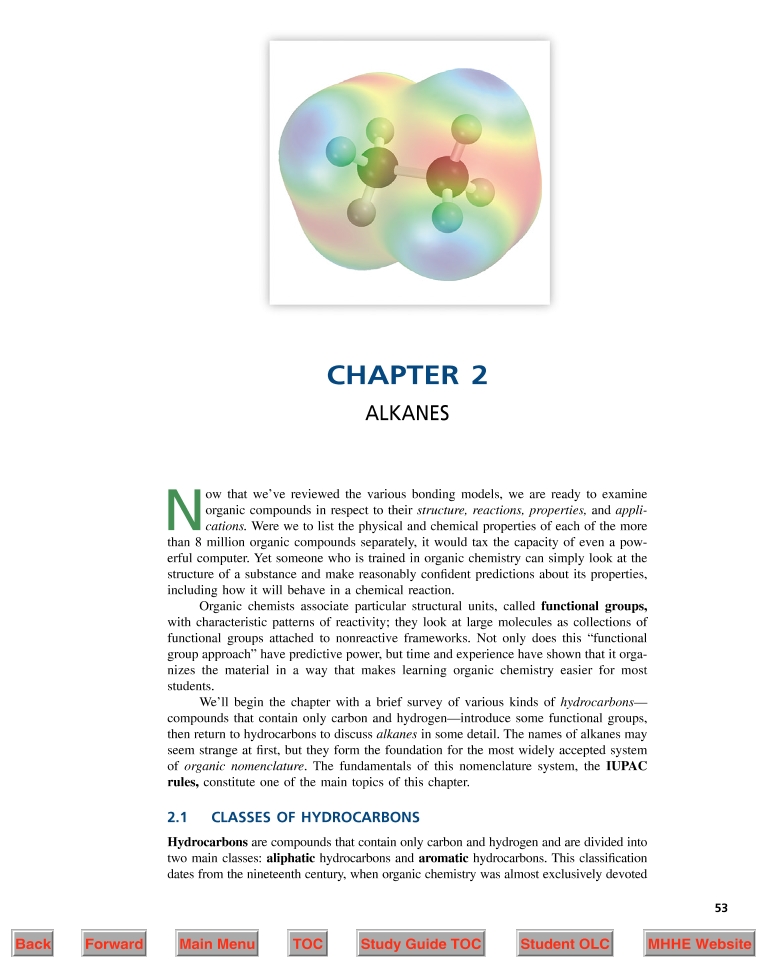 CHAPTER 2
ALKANES
Now that we've reviewed the various bonding models, we are ready to examine
organic compounds in respect to their structure, reactions, properties, and appli-
cations. Were we to list the physical and chemical properties of each of the more
than 8 million organic compounds separately, it would tax the capacity of even a pow-
erful computer. Yet someone who is trained in organic chemistry can simply look at the
structure of a substance and make reasonably confident predictions about its properties,
including how it will behave in a chemical reaction.
Organic chemists associate particular structural units, called functional groups,
with characteristic patterns of reactivity; they look at large molecules as collections of
functional groups attached to nonreactive frameworks. Not only does this “functional
group approach” have predictive power, but time and experience have shown that it orga-
nizes the material in a way that makes learning organic chemistry easier for most
students.
We'll begin the chapter with a brief survey of various kinds of hydrocarbons—
compounds that contain only carbon and hydrogen—introduce some functional groups,
then return to hydrocarbons to discuss alkanes in some detail. The names of alkanes may
seem strange at first, but they form the foundation for the most widely accepted system
of organic nomenclature. The fundamentals of this nomenclature system, the IUPAC
rules, constitute one of the main topics of this chapter.
2.1 CLASSES OF HYDROCARBONS
Hydrocarbons are compounds that contain only carbon and hydrogen and are divided into
two main classes: aliphatic hydrocarbons and aromatic hydrocarbons. This classification
dates from the nineteenth century, when organic chemistry was almost exclusively devoted
53
Back Forward Main Menu TOC Study Guide TOC Student OLC MHHE Website